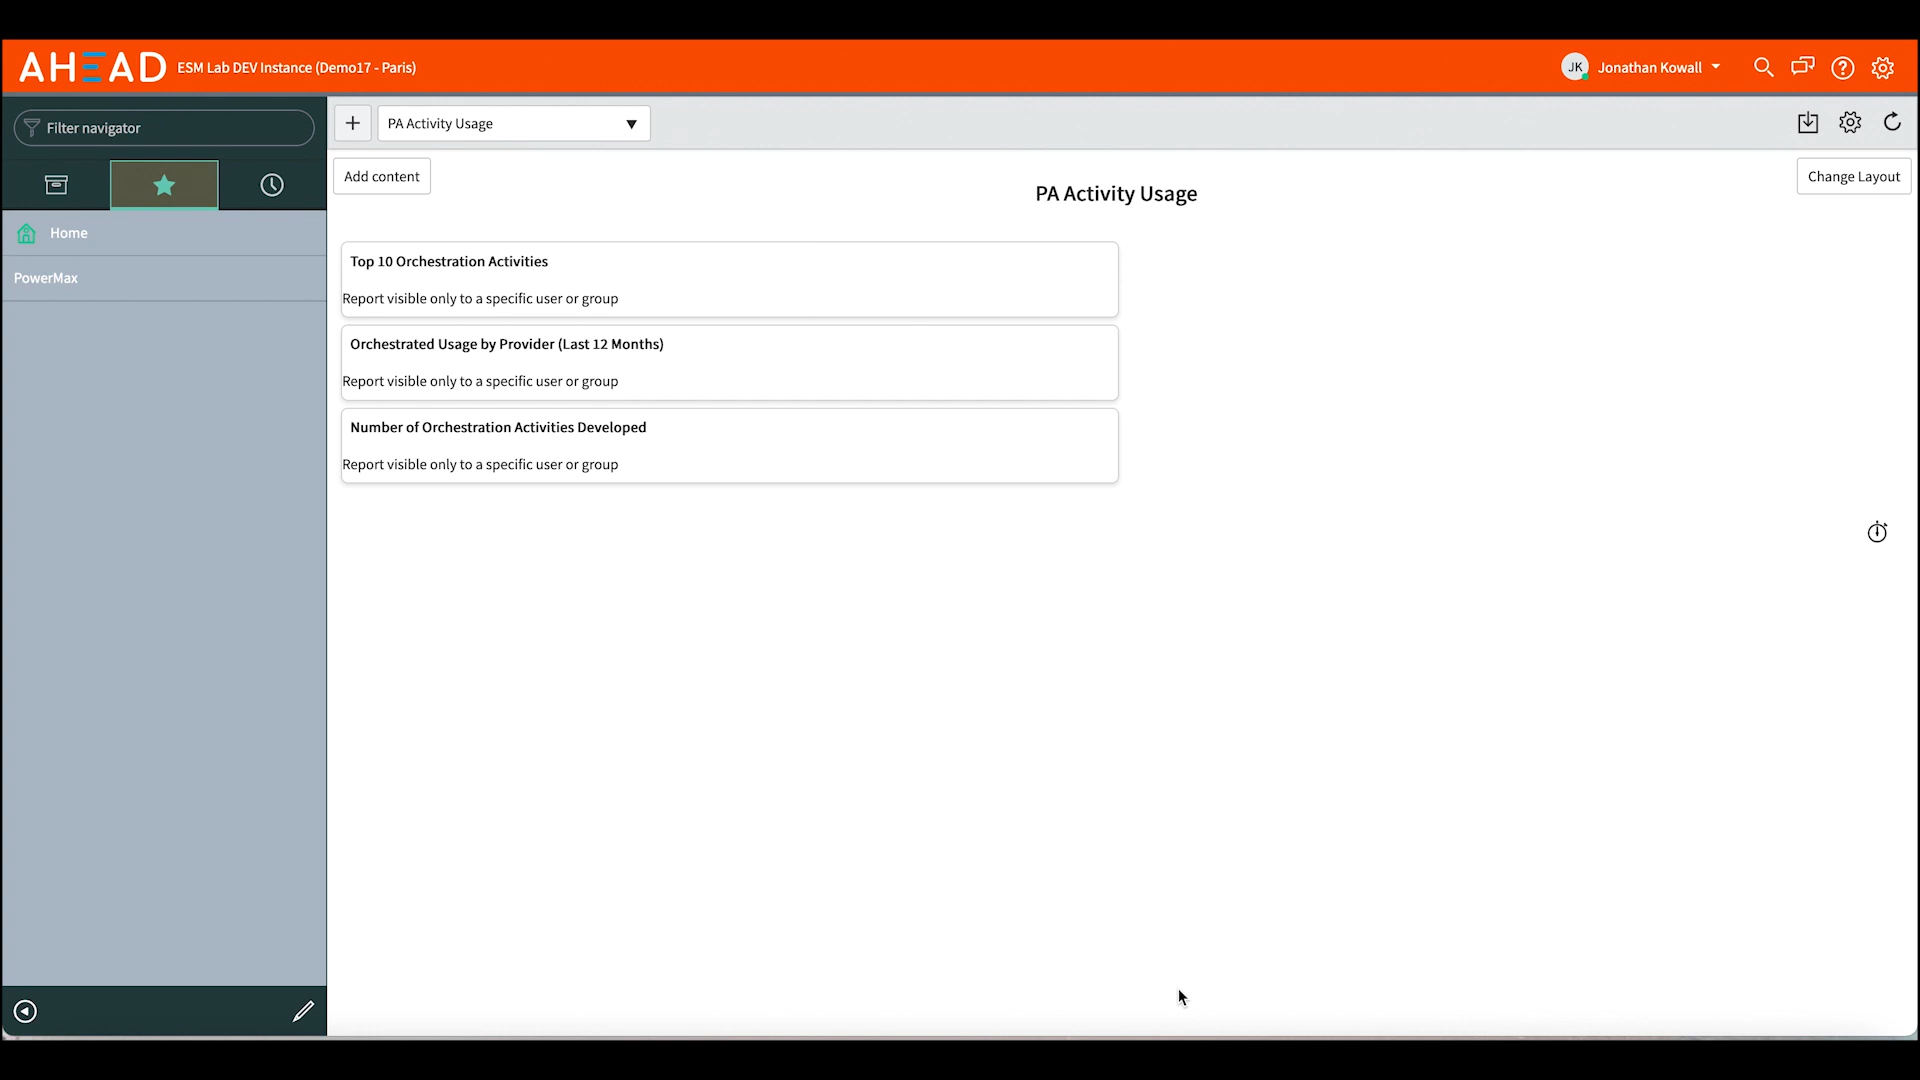 AHEAD ESM Lab DEV Instance (Demo17 - Paris)
JK Jonathan Kowall
Filter navigator
PA Activity Usage
Add content
PA Activity Usage
Change Layout
Home
PowerMax
Top 10 Orchestration Activities
Report visible only to a specific user or group
Orchestrated Usage by Provider (Last 12 Months)
Report visible only to a specific user or group
Number of Orchestration Activities Developed
Report visible only to a specific user or group